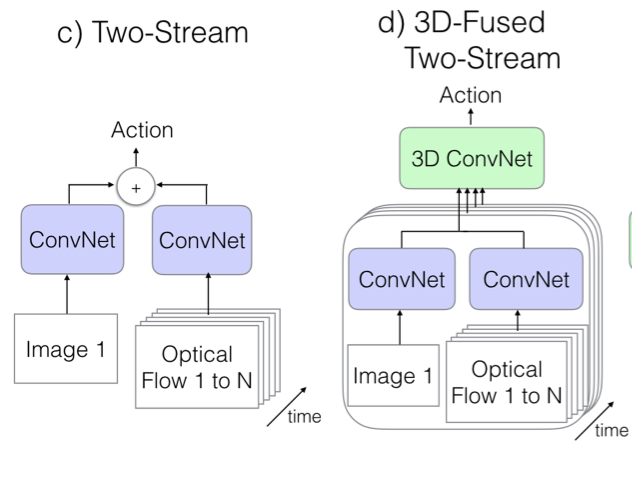 c) Two-Stream
Action
+
ConvNet
ConvNet
Image 1
Optical
Flow 1 to N
time
d) 3D-Fused
Two-Stream
Action
3D ConvNet
ConvNet
ConvNet
Image 1
Optical
Flow 1 to N
time